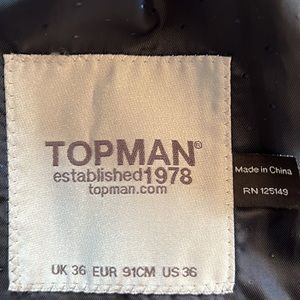 TOPMAN®
established1978
topman.com
UK 36 EUR 91CM US 36
Made in China
RN 125149